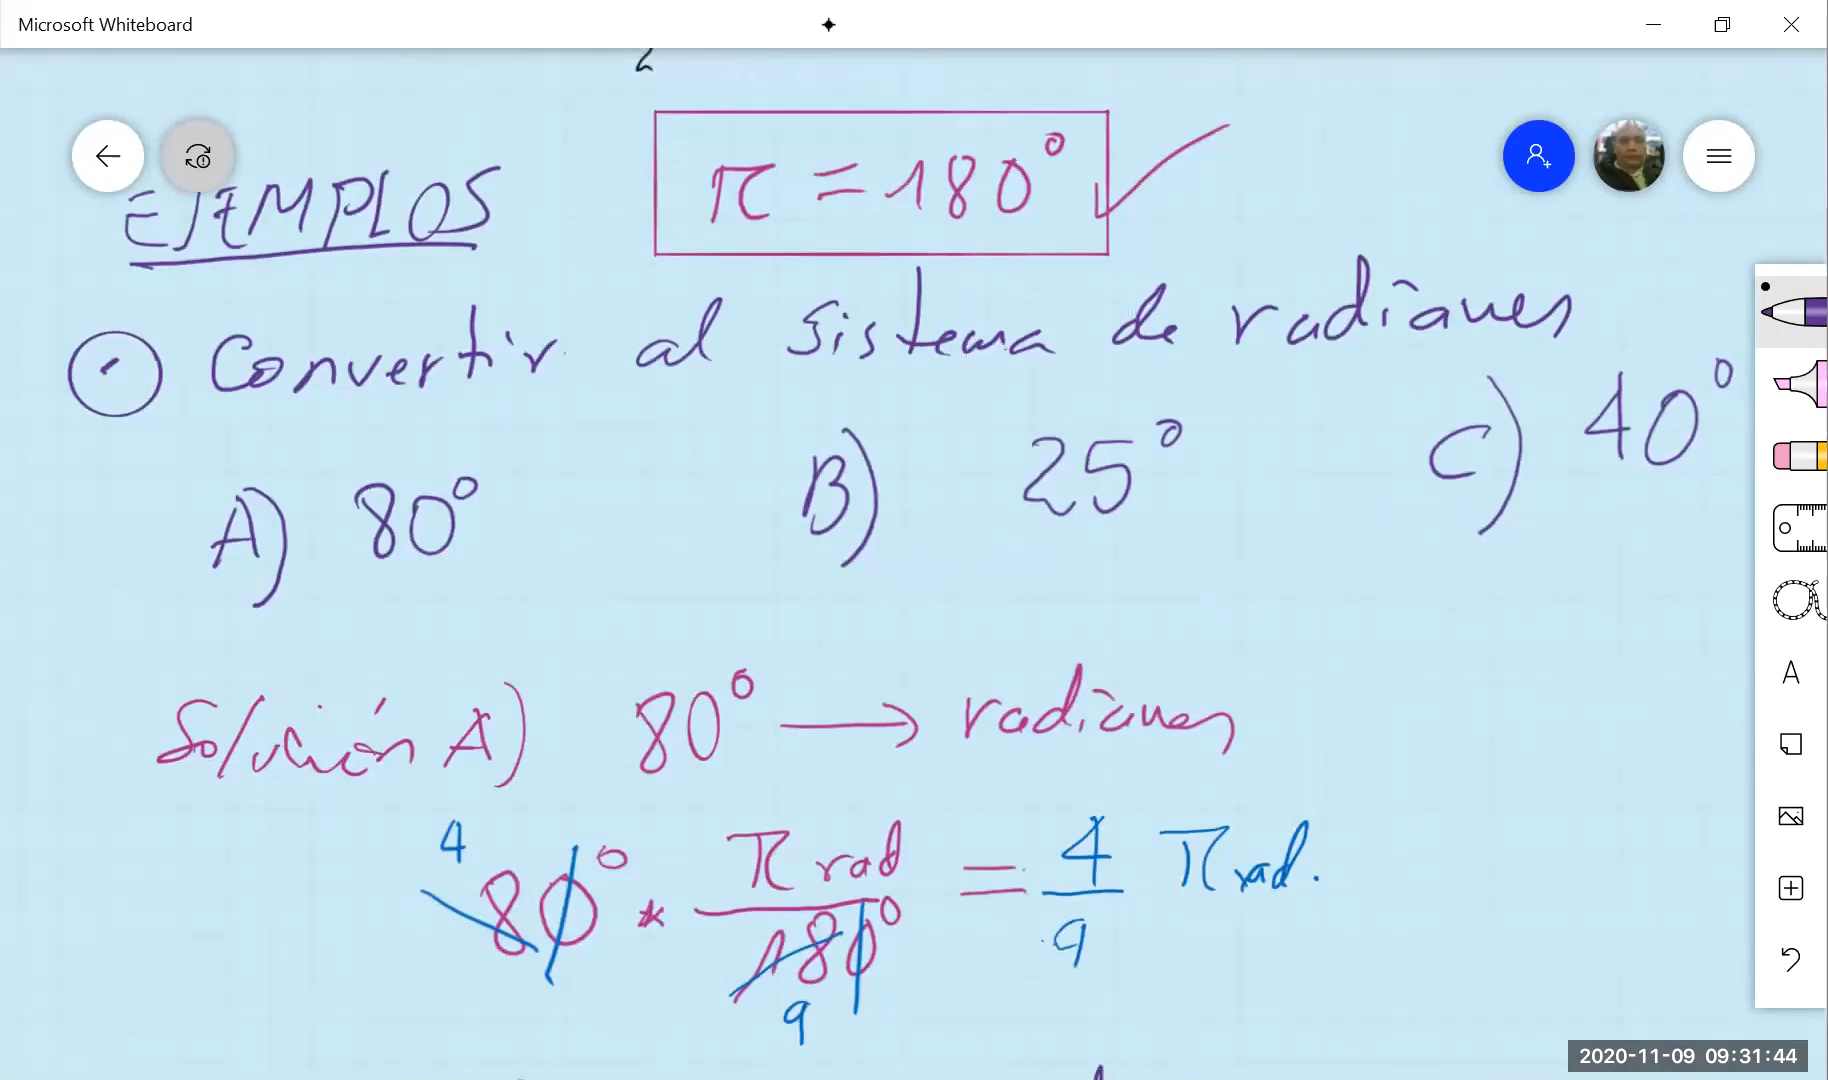 Microsoft Whiteboard
2
EJEMPLOS
π = 180°
1 Convertir al sistema de radianes
A) 80° B) 25° C) 40°
Solución A) 80° → radianes
4
80° * π rad / 180° = 4/9 π rad.
9
A
2020-11-09 09:31:44